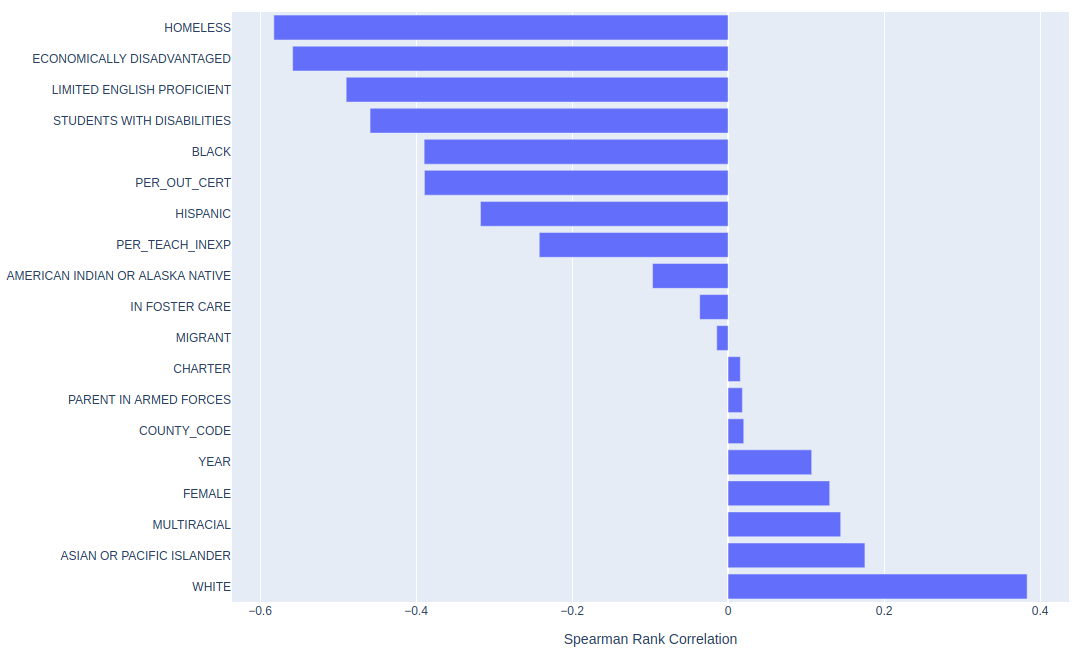 HOMELESS
ECONOMICALLY DISADVANTAGED
LIMITED ENGLISH PROFICIENT
STUDENTS WITH DISABILITIES
BLACK
PER_OUT_CERT
HISPANIC
PER_TEACH_INEXP
AMERICAN INDIAN OR ALASKA NATIVE
IN FOSTER CARE
MIGRANT
CHARTER
PARENT IN ARMED FORCES
COUNTY_CODE
YEAR
FEMALE
MULTIRACIAL
ASIAN OR PACIFIC ISLANDER
WHITE
−0.6 −0.4 −0.2 0 0.2 0.4
Spearman Rank Correlation